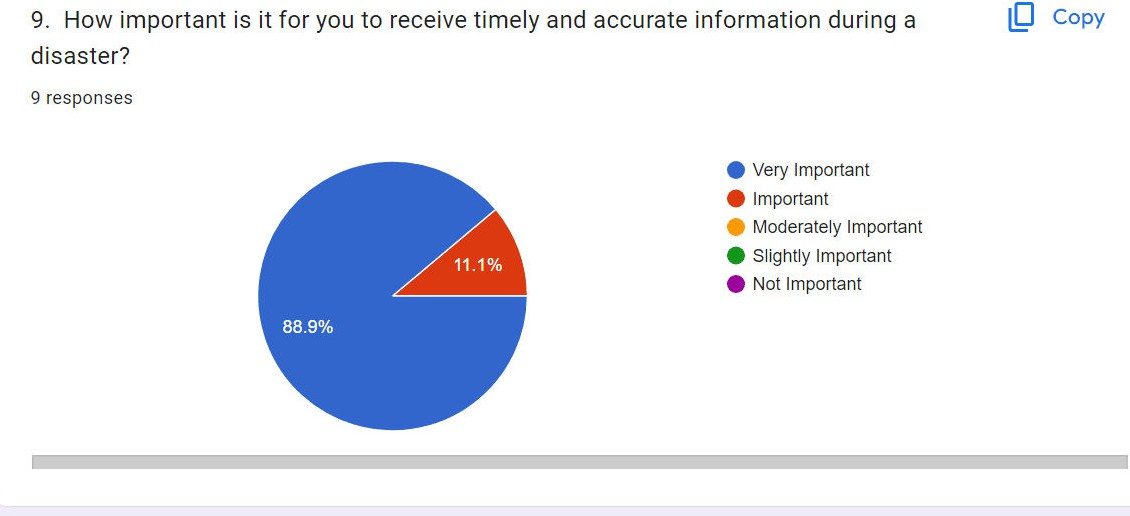 9. How important is it for you to receive timely and accurate information during a
disaster?
Copy
9 responses
11.1%
88.9%
Very Important
Important
Moderately Important
Slightly Important
Not Important